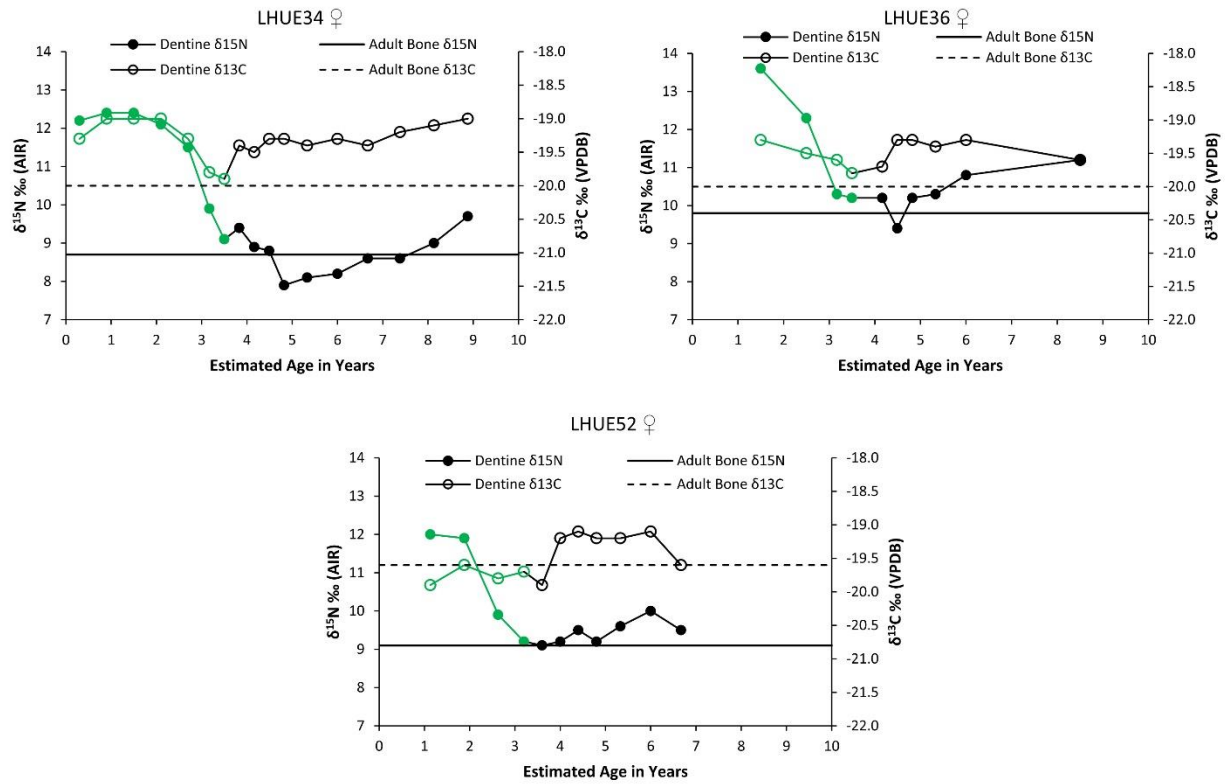 LHUE34 ♀
Dentine δ15N
Adult Bone δ15N
Dentine δ13C
Adult Bone δ13C
14
13
12
11
10
9
8
7
δ¹⁵N ‰ (AIR)
-18.0
-18.5
-19.0
-19.5
-20.0
-20.5
-21.0
-21.5
-22.0
δ¹³C ‰ (VPDB)
0 1 2 3 4 5 6 7 8 9 10
Estimated Age in Years
LHUE36 ♀
Dentine δ15N
Adult Bone δ15N
Dentine δ13C
Adult Bone δ13C
14
13
12
11
10
9
8
7
δ¹⁵N ‰ (AIR)
-18.0
-18.5
-19.0
-19.5
-20.0
-20.5
-21.0
-21.5
-22.0
δ¹³C ‰ (VPDB)
0 1 2 3 4 5 6 7 8 9 10
Estimated Age in Years
LHUE52 ♀
Dentine δ15N
Adult Bone δ15N
Dentine δ13C
Adult Bone δ13C
14
13
12
11
10
9
8
7
δ¹⁵N ‰ (AIR)
-18.0
-18.5
-19.0
-19.5
-20.0
-20.5
-21.0
-21.5
-22.0
δ¹³C ‰ (VPDB)
0 1 2 3 4 5 6 7 8 9 10
Estimated Age in Years